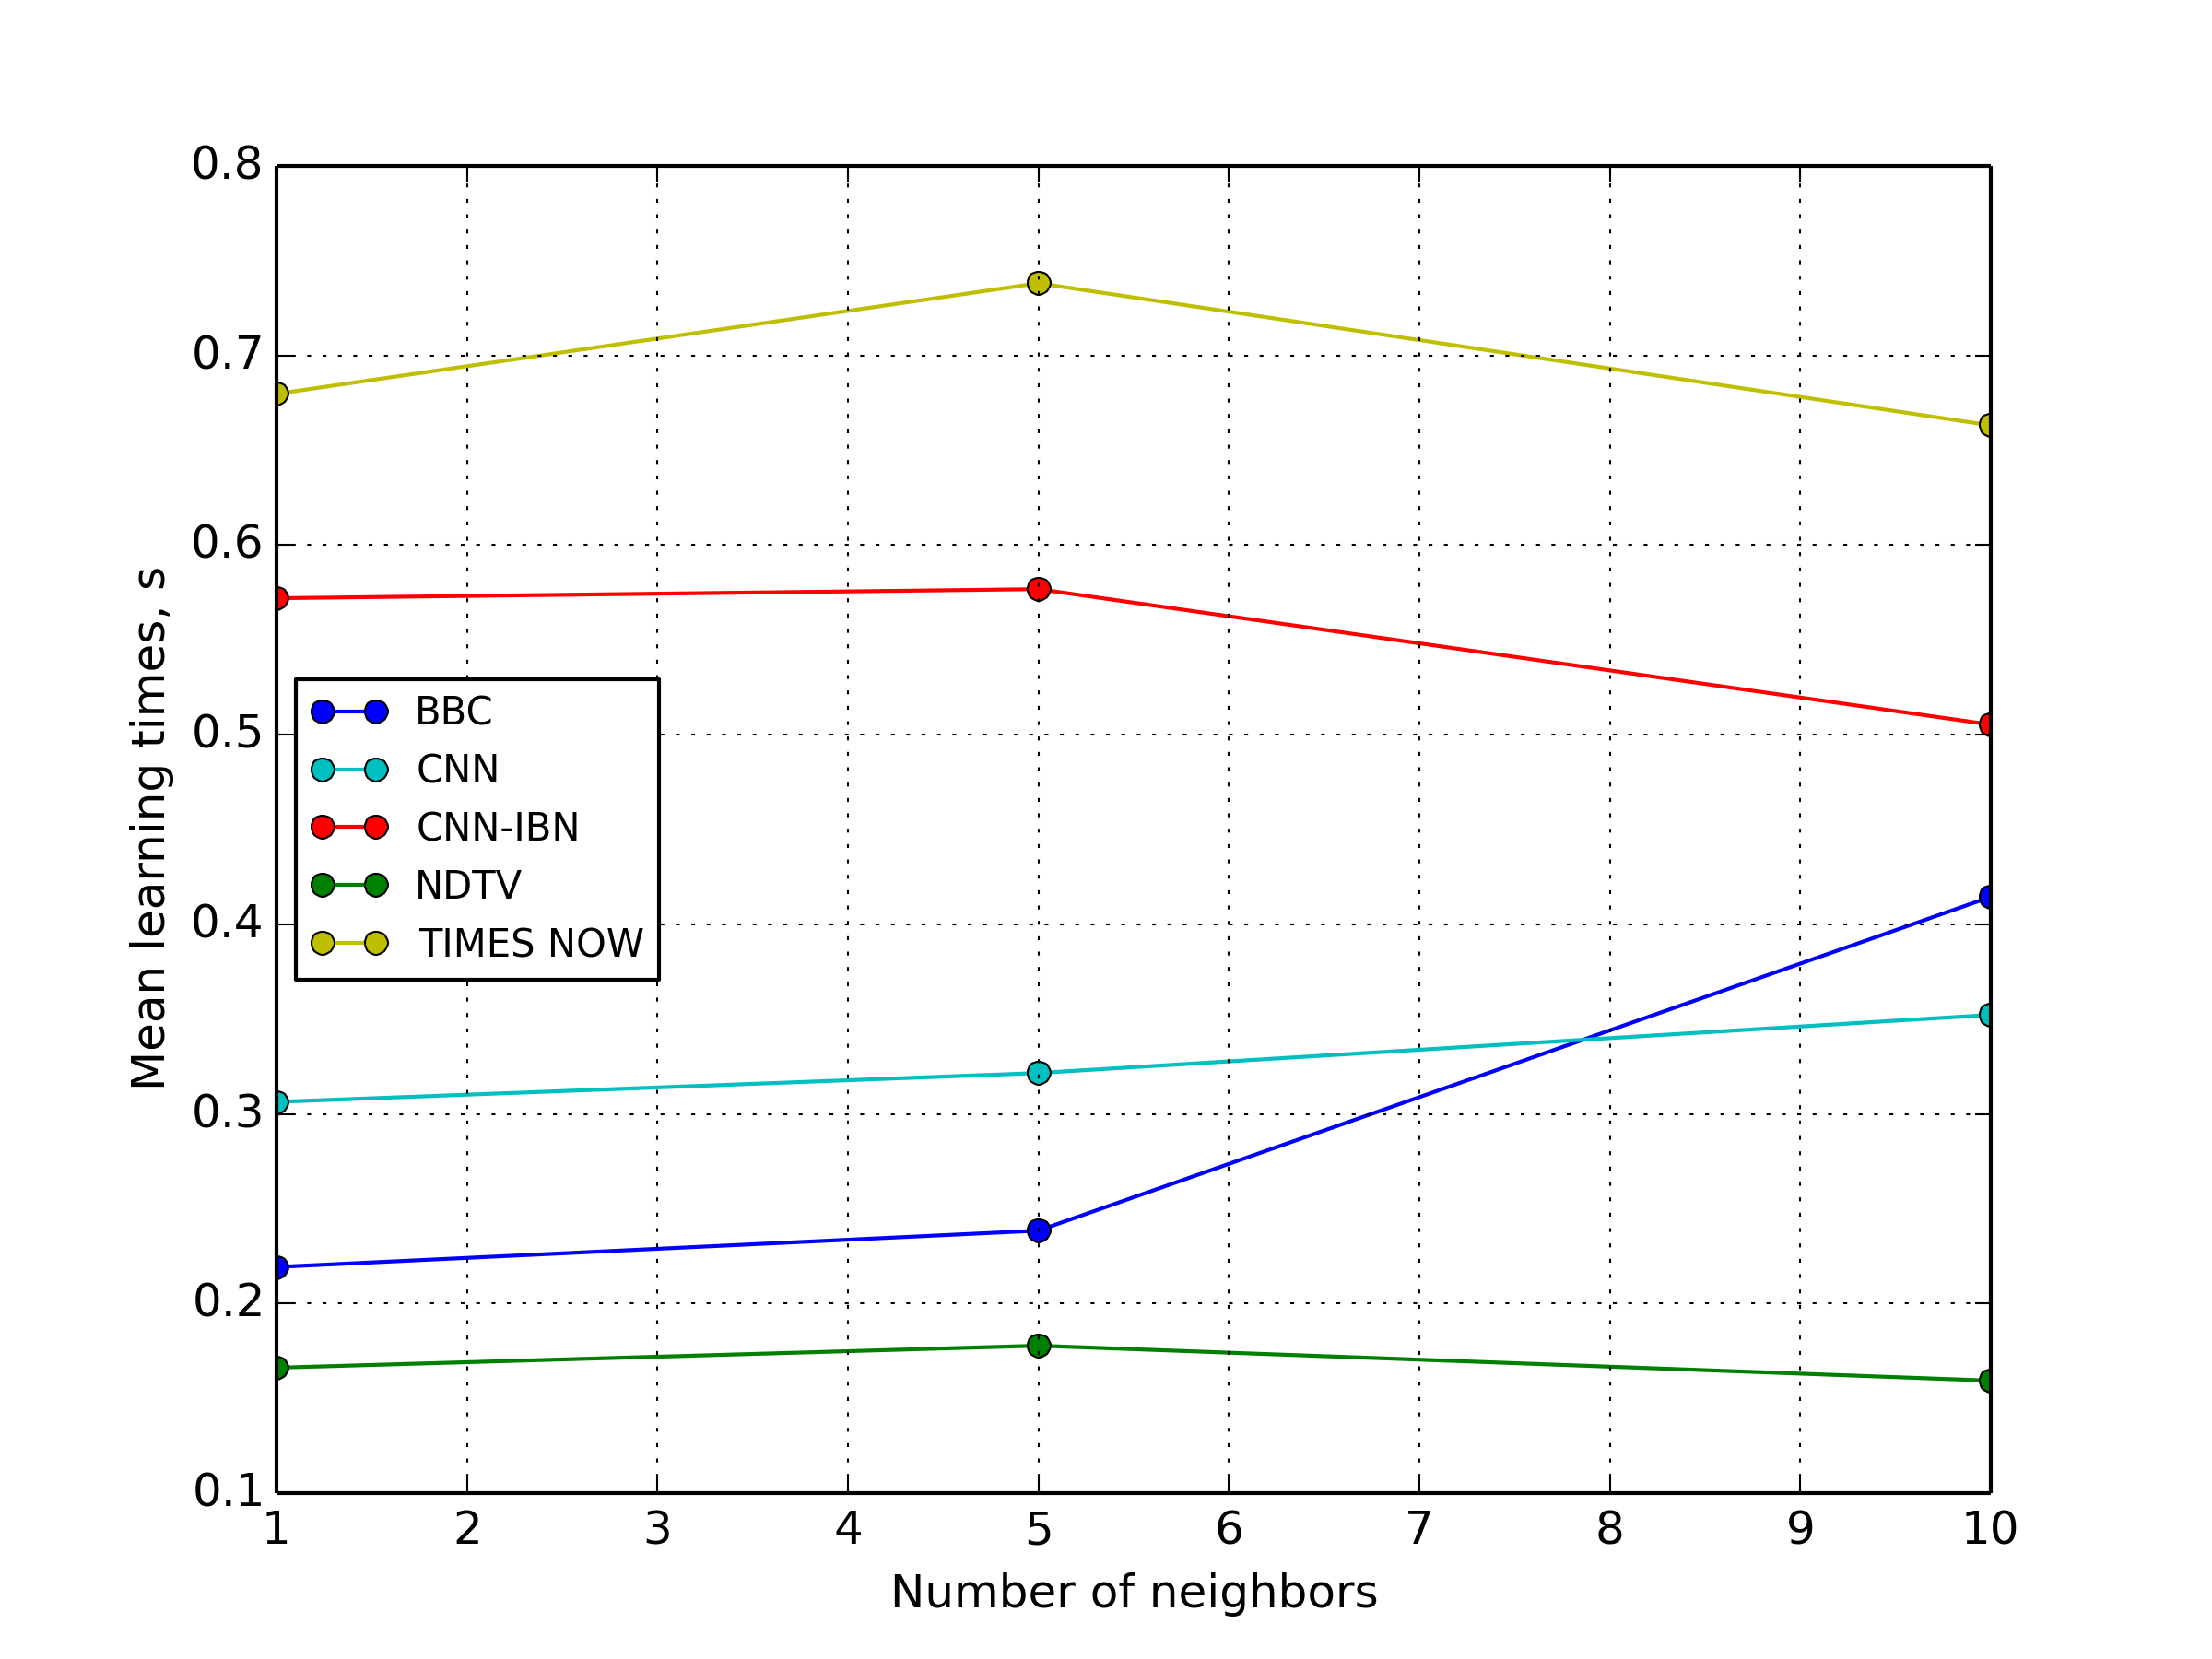 0.8
0.7
0.6
0.5
0.4
0.3
0.2
0.1
Mean learning times, s
BBC
CNN
CNN-IBN
NDTV
TIMES NOW
1 2 3 4 5 6 7 8 9 10
Number of neighbors